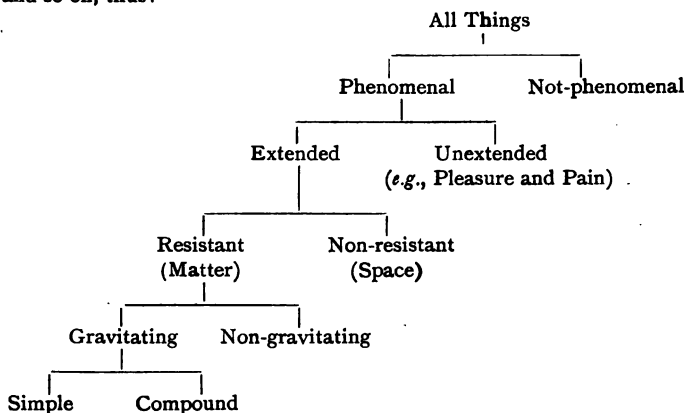 and so on, thus:
All Things
Phenomenal Not-phenomenal
Extended Unextended
(e.g., Pleasure and Pain)
Resistant Non-resistant
(Matter) (Space)
Gravitating Non-gravitating
Simple Compound